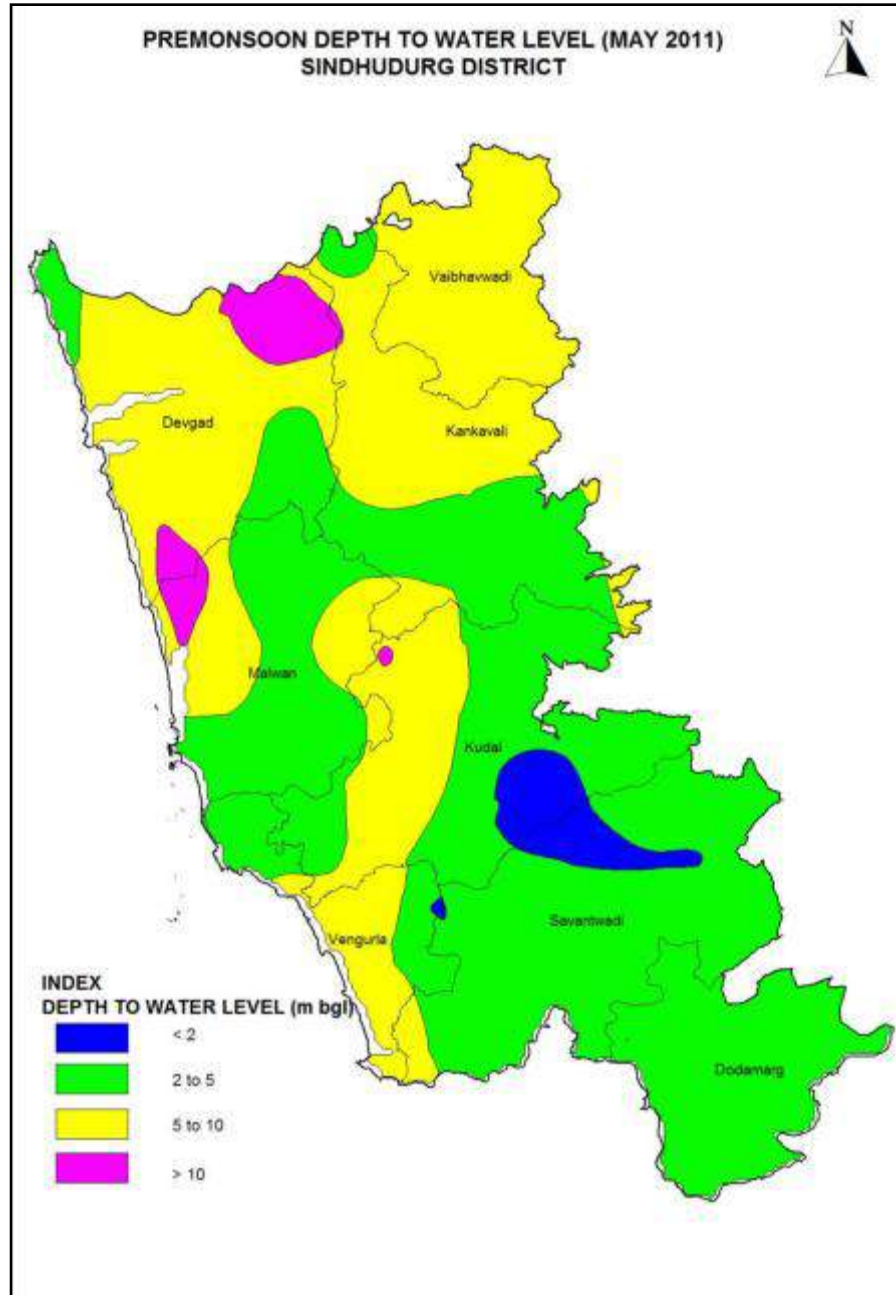 PREMONSOON DEPTH TO WATER LEVEL (MAY 2011)
SINDHUDURG DISTRICT
N
Vaibhavwadi
Devgad
Kankavali
Malwan
Kudal
Savantwadi
Vengurla
Dodamarg
INDEX
DEPTH TO WATER LEVEL (m bgl)
< 2
2 to 5
5 to 10
> 10